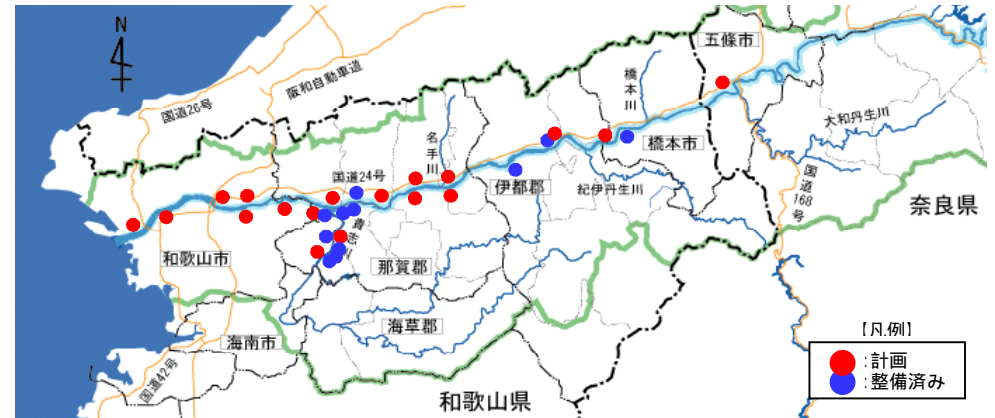 N
五條市
阪和自動車道
国道26号
橋本川
大和丹生川
名手川
橋本市
国道24号
伊都郡
紀伊丹生川
国道168号
奈良県
貴志川
和歌山市
那賀郡
海草郡
海南市
国道42号
和歌山県
【凡例】
:計画
:整備済み